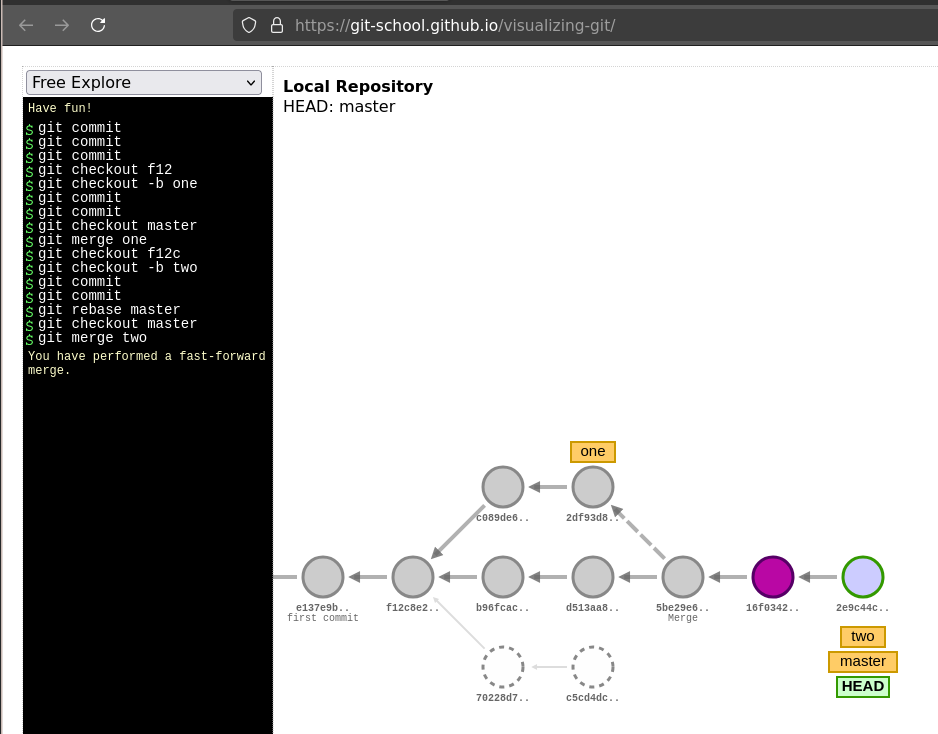 https://git-school.github.io/visualizing-git/
Free Explore
Have fun!
$ git commit
$ git commit
$ git commit
$ git checkout f12
$ git checkout -b one
$ git commit
$ git commit
$ git checkout master
$ git merge one
$ git checkout f12c
$ git checkout -b two
$ git commit
$ git commit
$ git rebase master
$ git checkout master
$ git merge two
You have performed a fast-forward
merge.
Local Repository
HEAD: master
one
c089de6..
2df93d8..
e137e9b..
first commit
f12c8e2..
b96fcac..
d513aa8..
5be29e6..
Merge
16f0342..
2e9c44c..
two
master
HEAD
70228d7..
c5cd4dc..